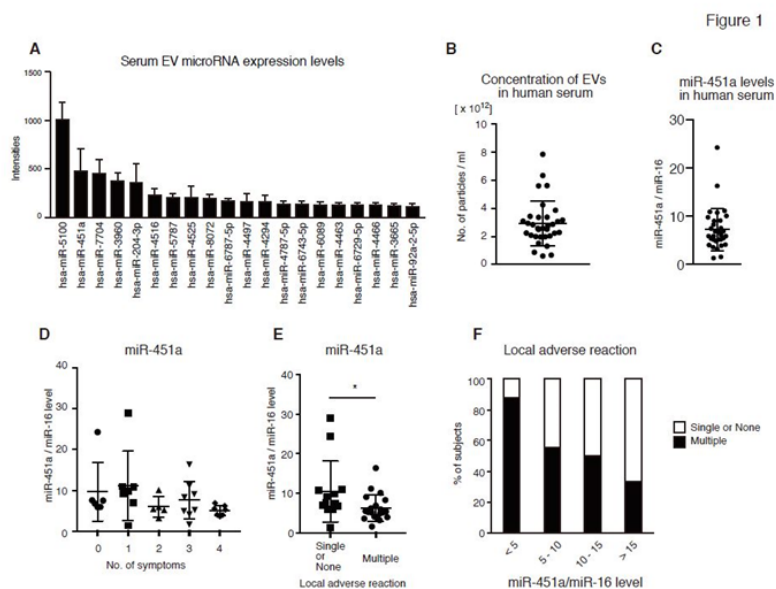 Figure 1
A
Serum EV microRNA expression levels
Intensities
1500
1000
500
0
hsa-miR-5100
hsa-miR-451a
hsa-miR-7704
hsa-miR-3960
hsa-miR-204-3p
hsa-miR-4516
hsa-miR-5787
hsa-miR-4525
hsa-miR-8072
hsa-miR-6787-5p
hsa-miR-4497
hsa-miR-4294
hsa-miR-4787-5p
hsa-miR-6743-5p
hsa-miR-6089
hsa-miR-4463
hsa-miR-6729-5p
hsa-miR-4466
hsa-miR-3665
hsa-miR-92a-2-5p
B
Concentration of EVs
in human serum
[ x 10¹²]
No. of particles / ml
10
8
6
4
2
0
C
miR-451a levels
in human serum
miR-451a / miR-16
30
20
10
0
D
miR-451a
miR-451a / miR-16 level
40
30
20
10
0
0 1 2 3 4
No. of symptoms
E
miR-451a
miR-451a / miR-16 level
40
30
20
10
0
*
Single
or
None
Multiple
Local adverse reaction
F
Local adverse reaction
% of subjects
100
80
60
40
20
0
< 5
5 - 10
10 - 15
> 15
miR-451a/miR-16 level
Single or None
Multiple